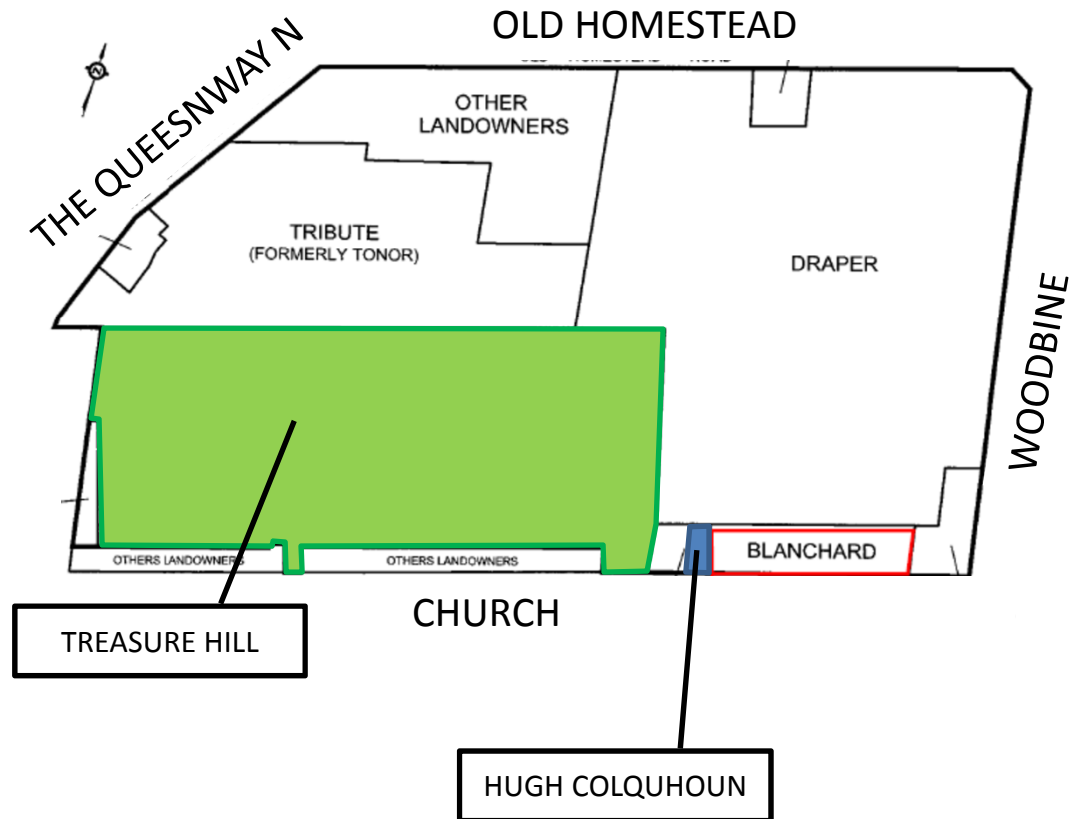 OLD HOMESTEAD
THE QUEESNWAY N
OTHER
LANDOWNERS
TRIBUTE
(FORMERLY TONOR)
DRAPER
WOODBINE
BLANCHARD
OTHERS LANDOWNERS
OTHERS LANDOWNERS
CHURCH
TREASURE HILL
HUGH COLQUHOUN